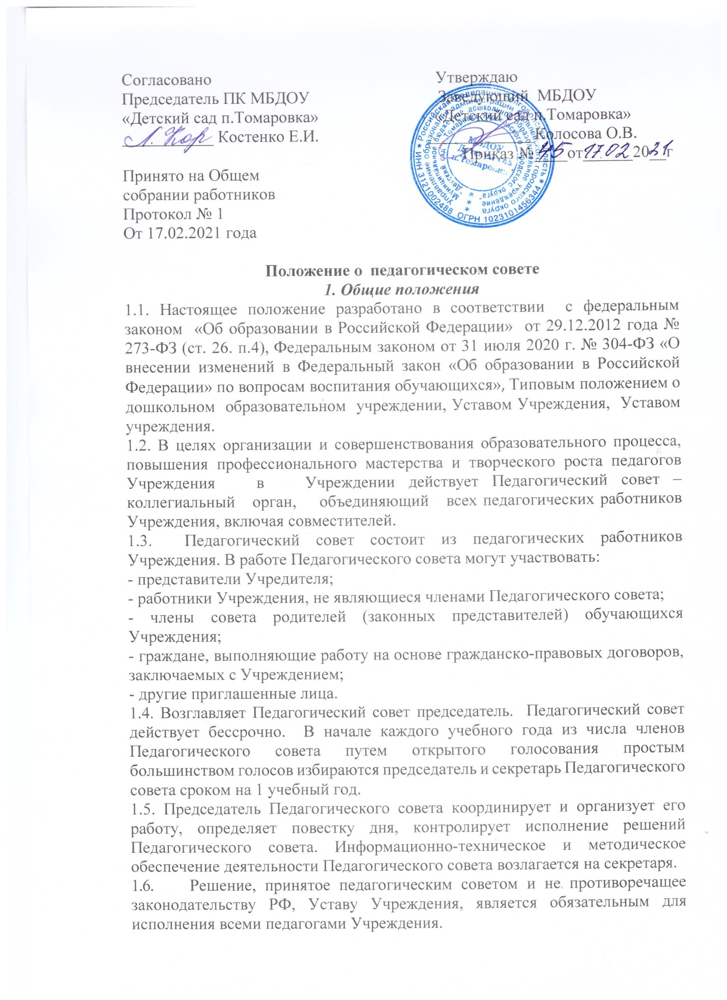 Согласовано
Председатель ПК МБДОУ
«Детский сад п.Томаровка»
Костенко Е.И.
Утверждаю
Заведующий МБДОУ
«Детский сад п.Томаровка»
Колосова О.В.
Приказ № 45 от 17.02 2021г
МБДОУ
"Детский сад
п. Томаровка"
ИНН 3121002488 ОГРН 1023101456344
Принято на Общем
собрании работников
Протокол № 1
От 17.02.2021 года
Положение о педагогическом совете
1. Общие положения
1.1. Настоящее положение разработано в соответствии с федеральным
законом «Об образовании в Российской Федерации» от 29.12.2012 года №
273-ФЗ (ст. 26. п.4), Федеральным законом от 31 июля 2020 г. № 304-ФЗ «О
внесении изменений в Федеральный закон «Об образовании в Российской
Федерации» по вопросам воспитания обучающихся», Типовым положением о
дошкольном образовательном учреждении, Уставом Учреждения, Уставом
учреждения.
1.2. В целях организации и совершенствования образовательного процесса,
повышения профессионального мастерства и творческого роста педагогов
Учреждения в Учреждении действует Педагогический совет –
коллегиальный орган, объединяющий всех педагогических работников
Учреждения, включая совместителей.
1.3. Педагогический совет состоит из педагогических работников
Учреждения. В работе Педагогического совета могут участвовать:
- представители Учредителя;
- работники Учреждения, не являющиеся членами Педагогического совета;
- члены совета родителей (законных представителей) обучающихся
Учреждения;
- граждане, выполняющие работу на основе гражданско-правовых договоров,
заключаемых с Учреждением;
- другие приглашенные лица.
1.4. Возглавляет Педагогический совет председатель. Педагогический совет
действует бессрочно. В начале каждого учебного года из числа членов
Педагогического совета путем открытого голосования простым
большинством голосов избираются председатель и секретарь Педагогического
совета сроком на 1 учебный год.
1.5. Председатель Педагогического совета координирует и организует его
работу, определяет повестку дня, контролирует исполнение решений
Педагогического совета. Информационно-техническое и методическое
обеспечение деятельности Педагогического совета возлагается на секретаря.
1.6. Решение, принятое педагогическим советом и не противоречащее
законодательству РФ, Уставу Учреждения, является обязательным для
исполнения всеми педагогами Учреждения.